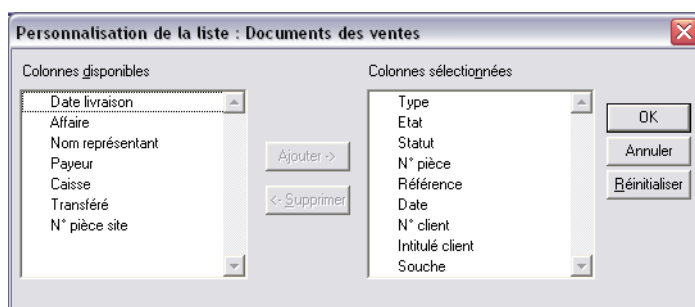 Personnalisation de la liste : Documents des ventes
Colonnes disponibles
Colonnes sélectionnées
Date livraison
Affaire
Nom représentant
Payeur
Caisse
Transféré
N° pièce site
Ajouter ->
<- Supprimer
Type
Etat
Statut
N° pièce
Référence
Date
N° client
Intitulé client
Souche
OK
Annuler
Réinitialiser